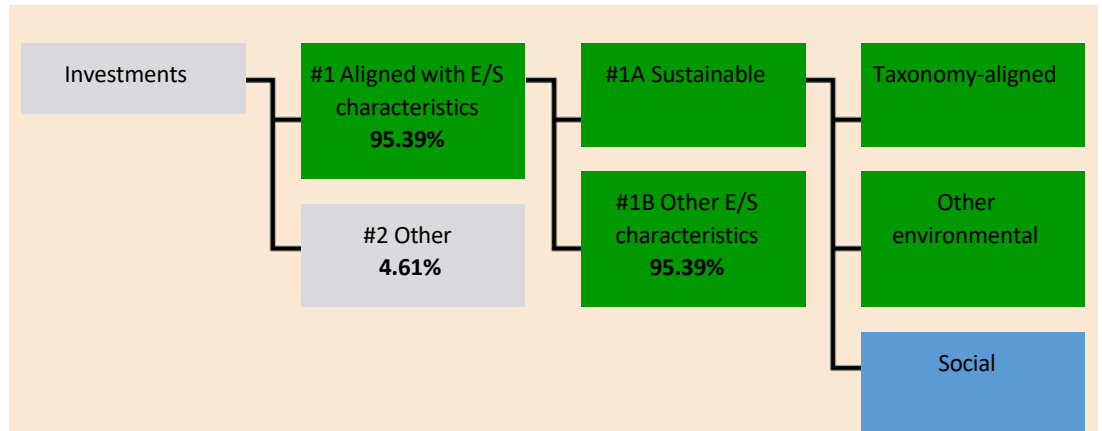 Investments
#1 Aligned with E/S
characteristics
95.39%
#2 Other
4.61%
#1A Sustainable
#1B Other E/S
characteristics
95.39%
Taxonomy-aligned
Other
environmental
Social